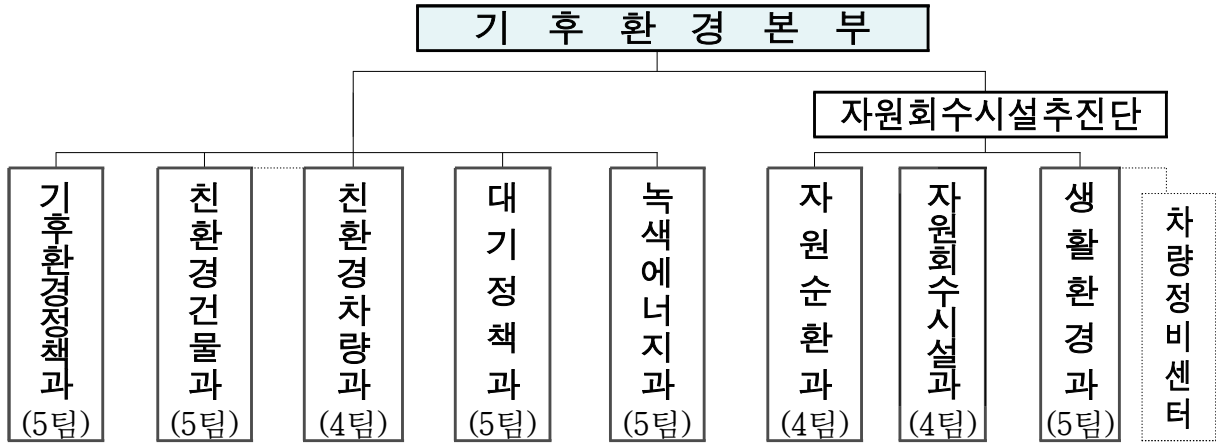 기 후 환 경 본 부
자원회수시설추진단
기후환경정책과
(5팀)
친환경건물과
(5팀)
친환경차량과
(4팀)
대기정책과
(5팀)
녹색에너지과
(5팀)
자원순환과
(4팀)
자원회수시설과
(4팀)
생활환경과
(5팀)
차량정비센터